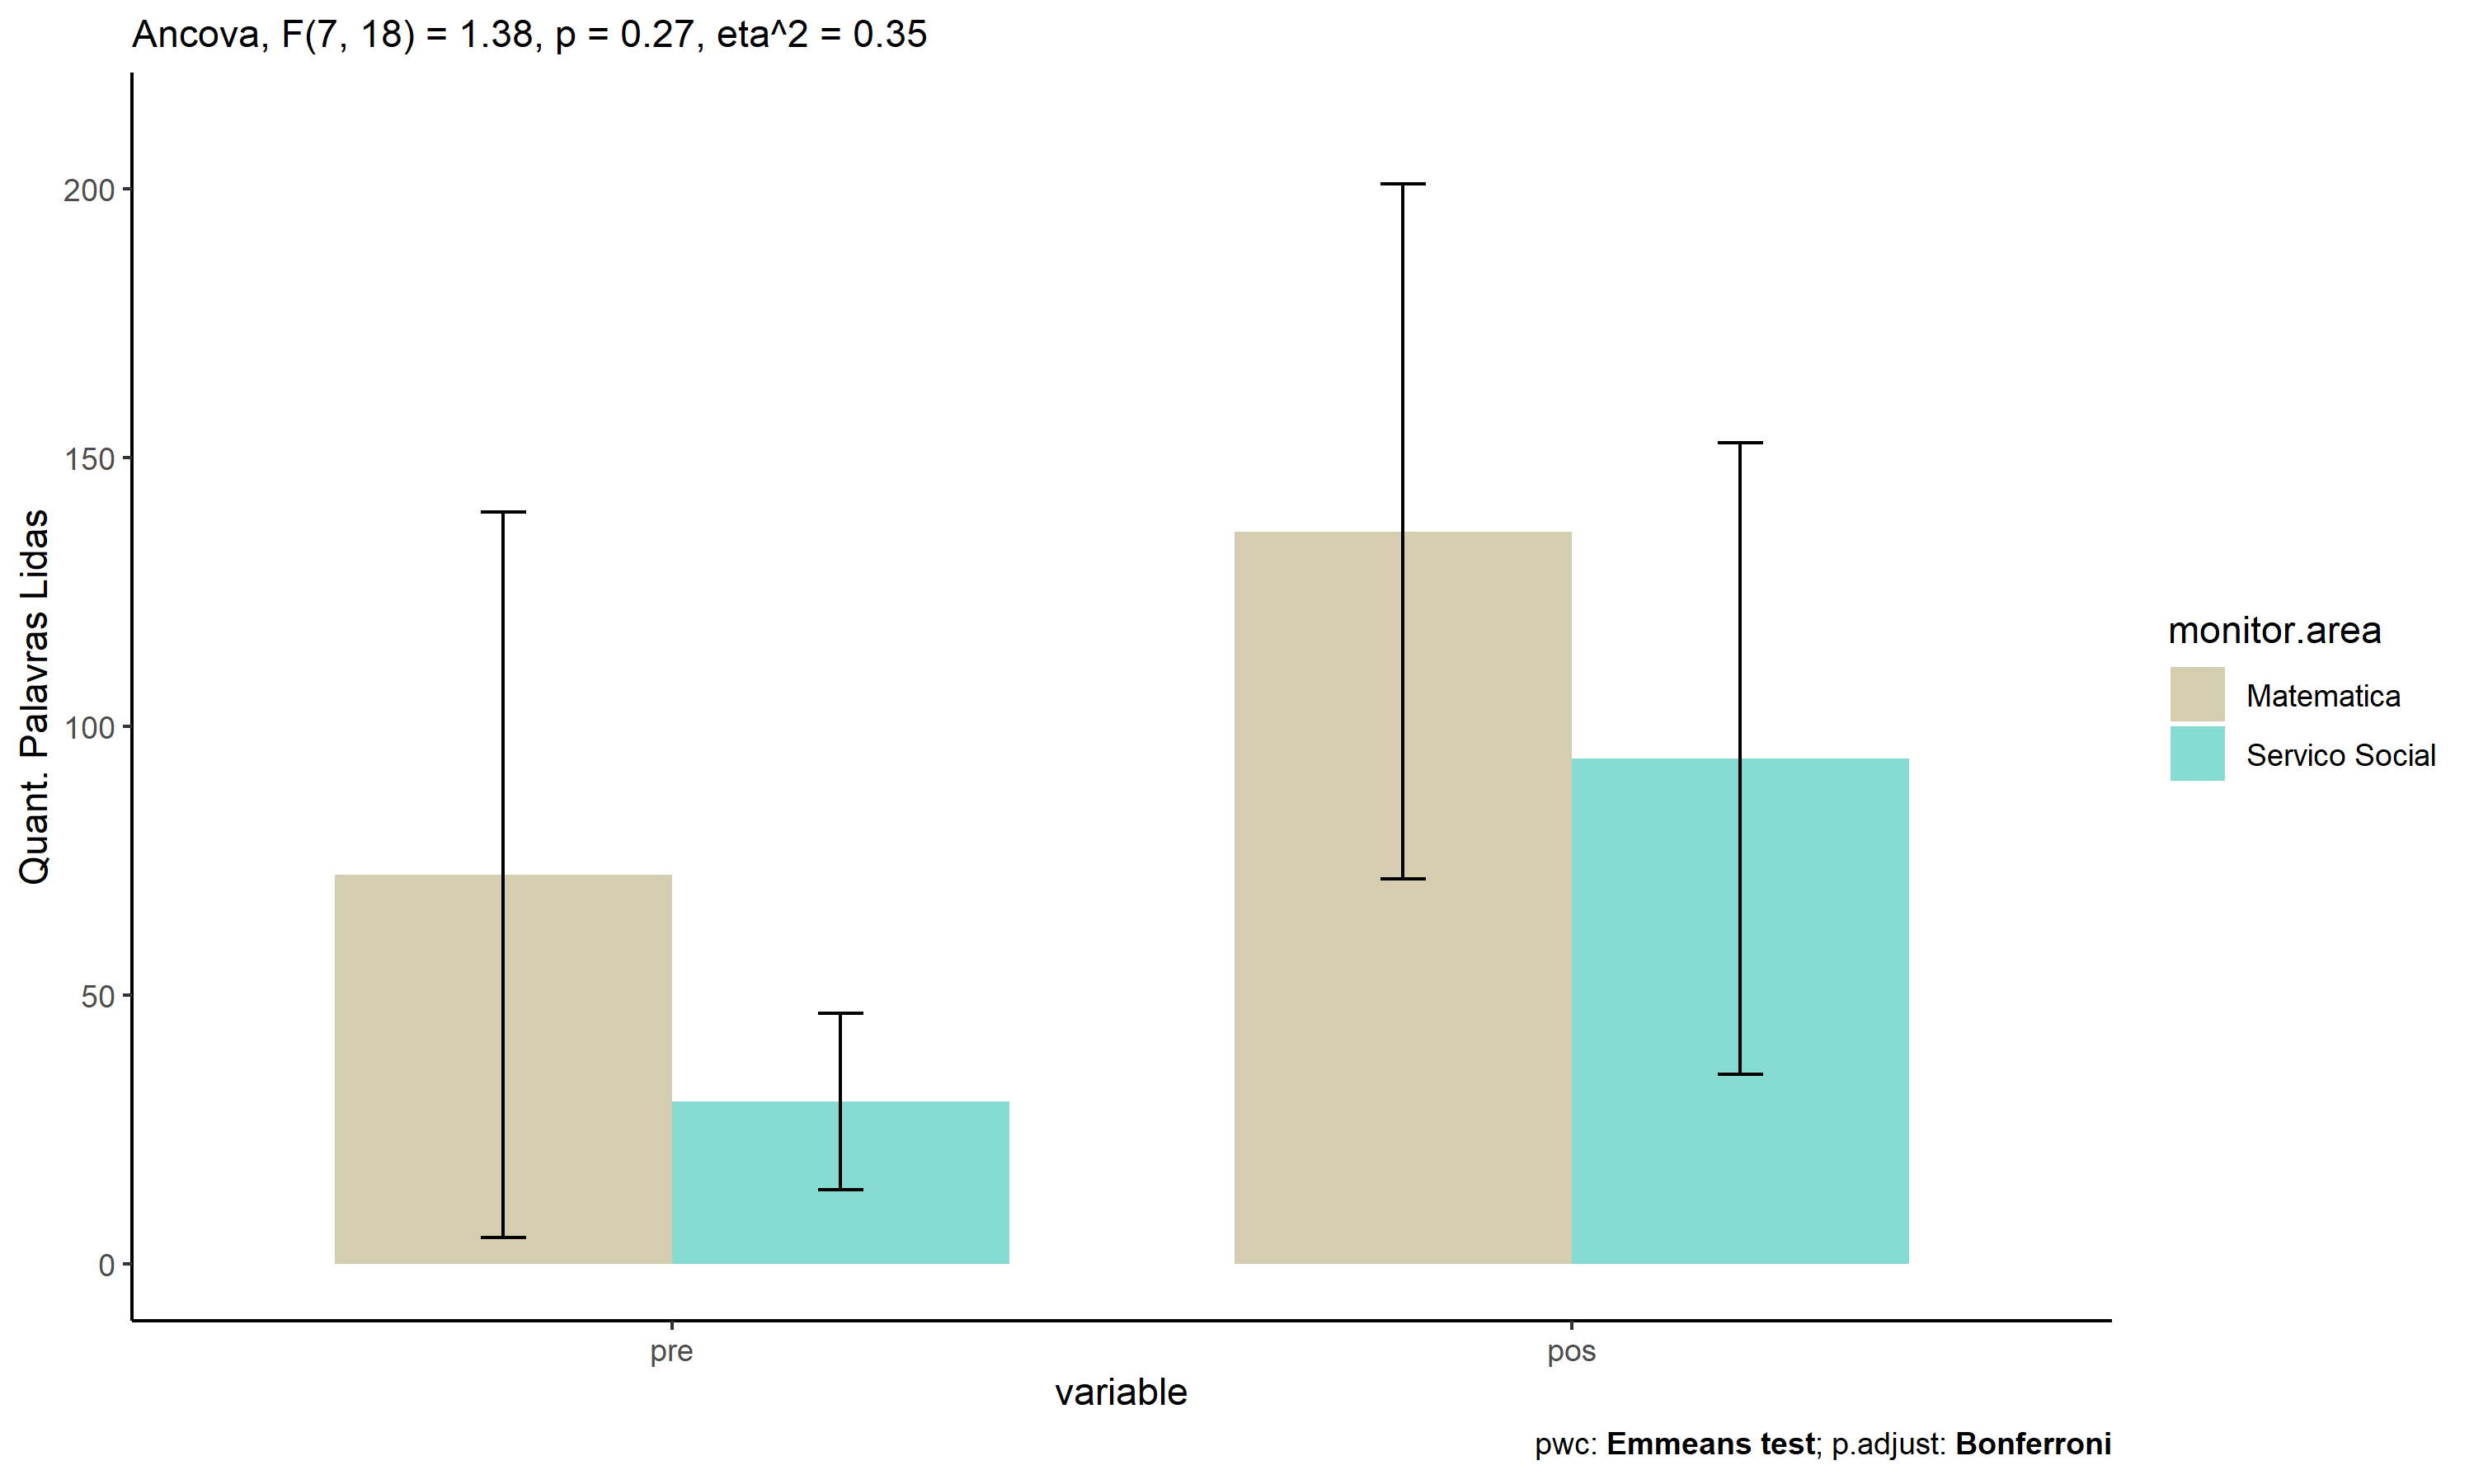 Ancova, F(7, 18) = 1.38, p = 0.27, eta^2 = 0.35
200
150
100
50
0
Quant. Palavras Lidas
pre
pos
variable
monitor.area
Matematica
Servico Social
pwc: Emmeans test; p.adjust: Bonferroni